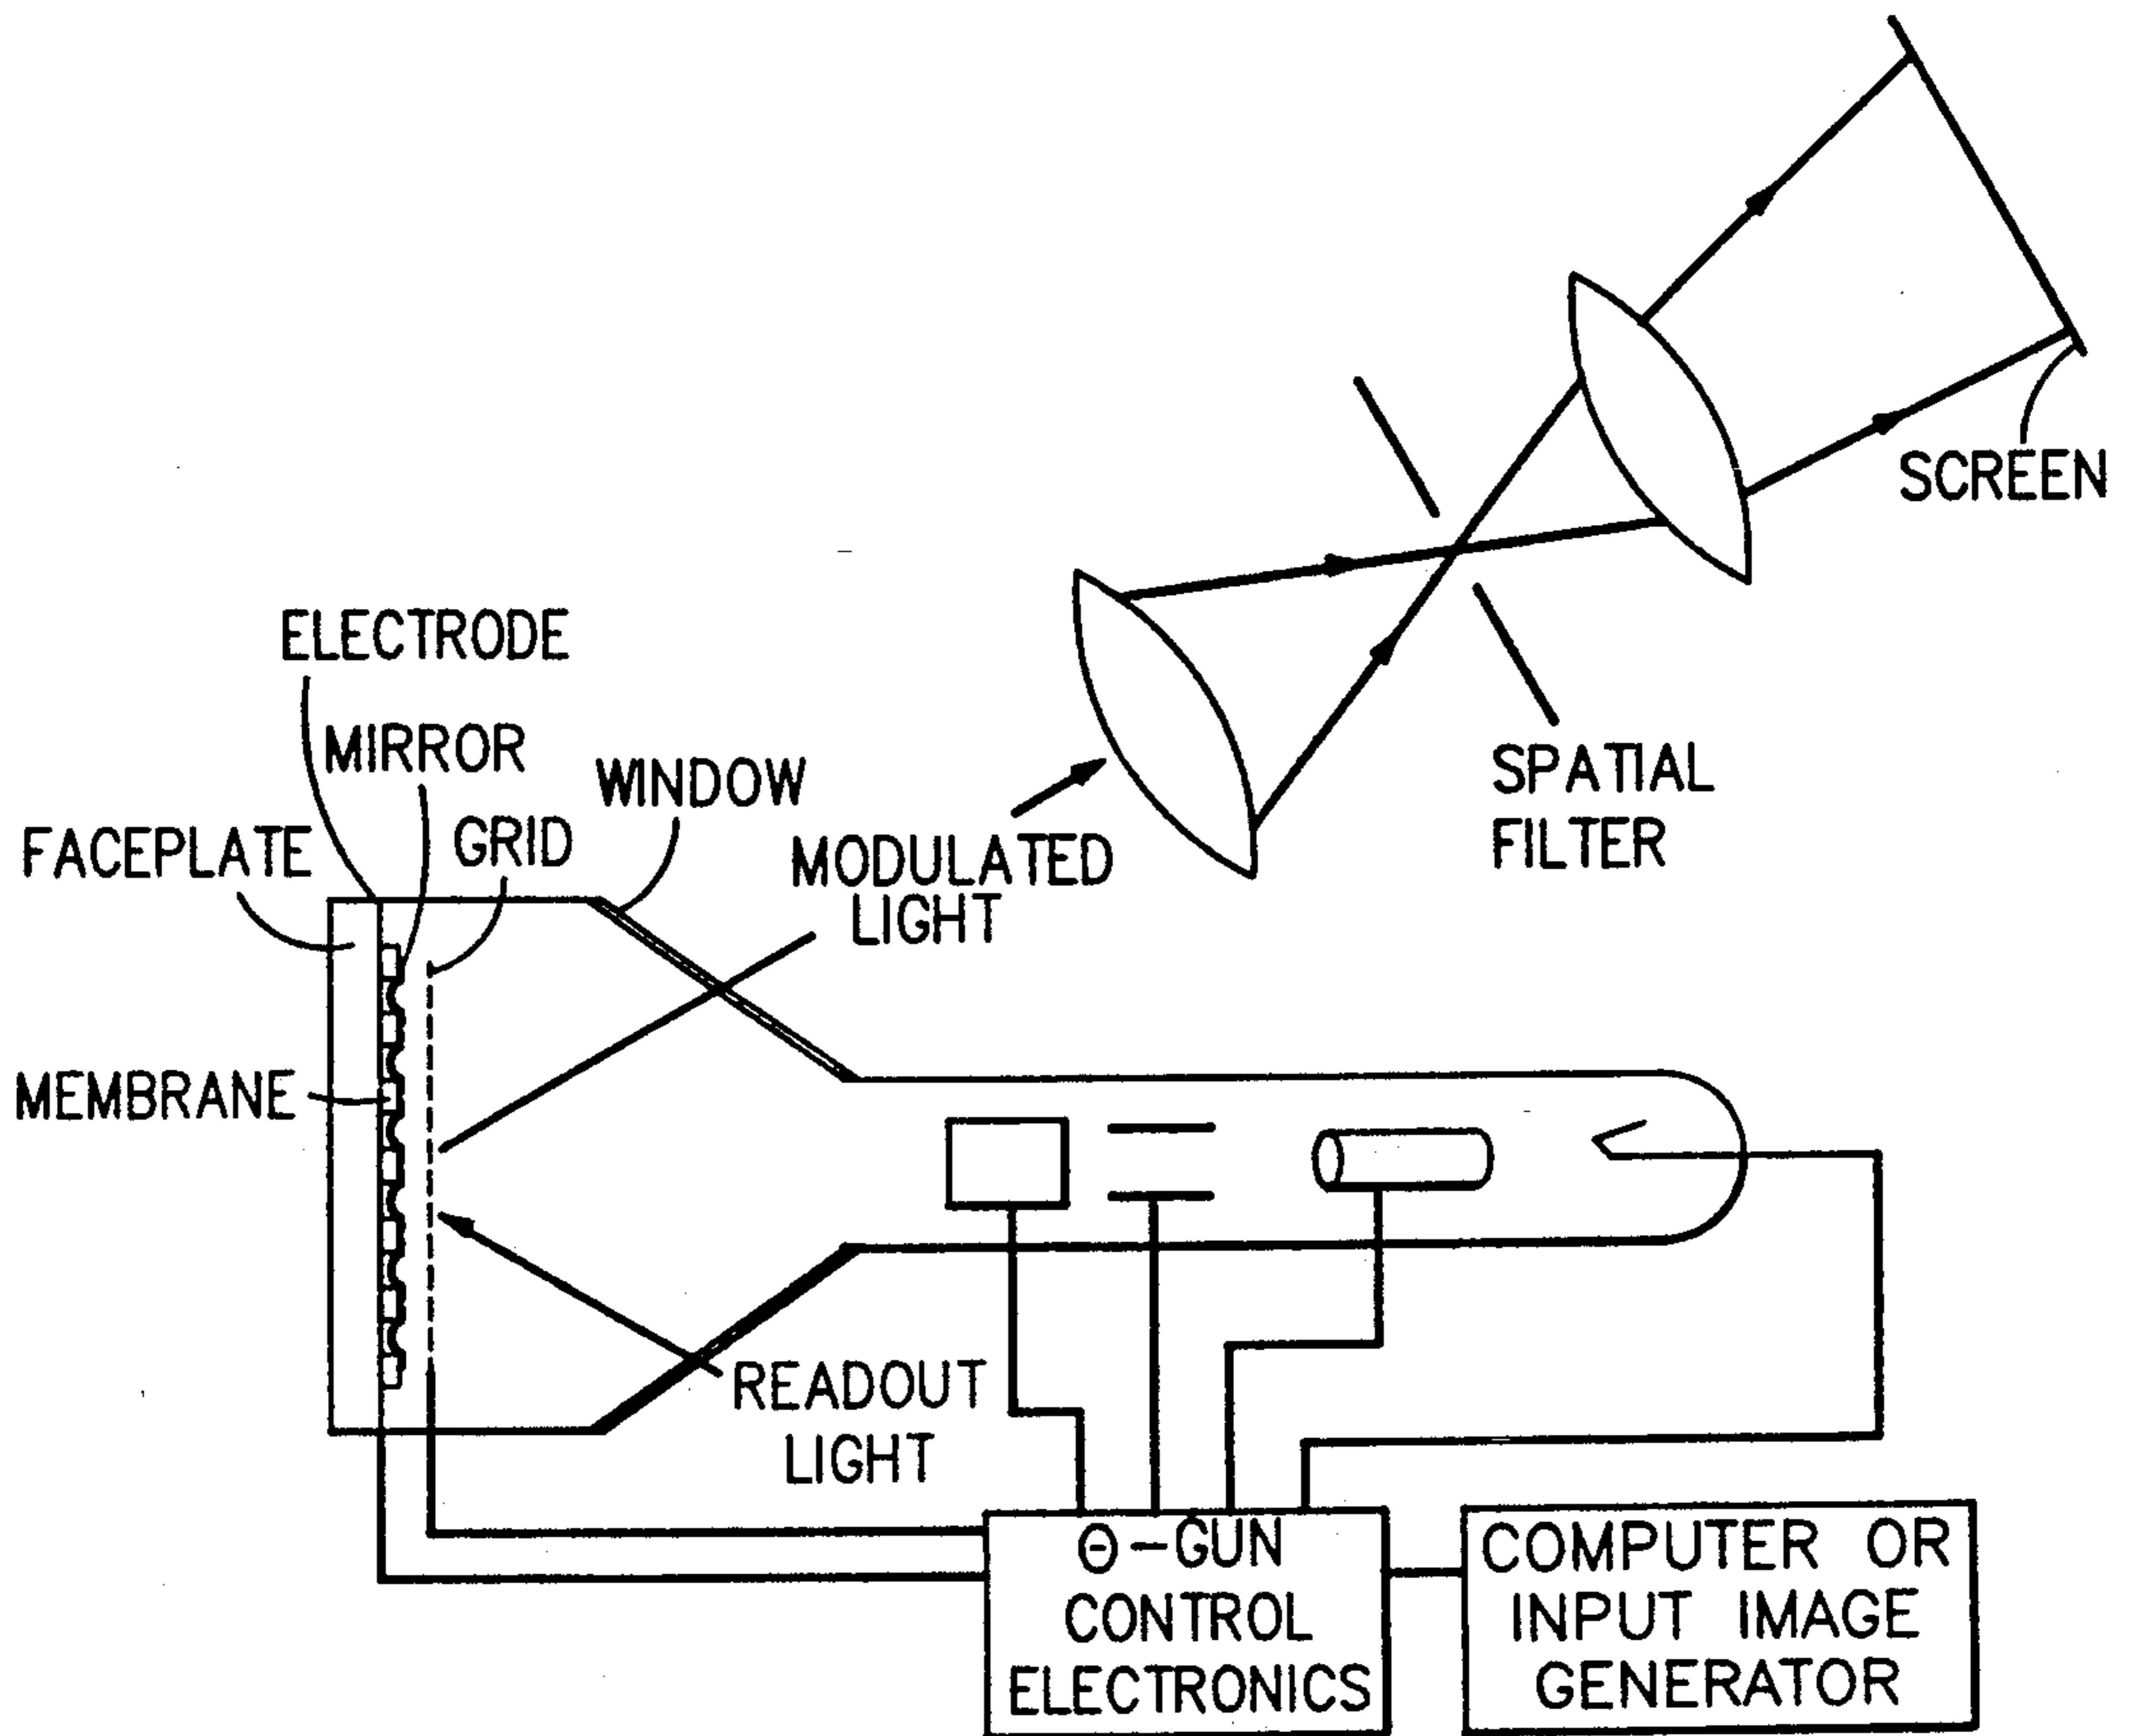 SCREEN
ELECTRODE
MIRROR
WINDOW
SPATIAL
FILTER
FACEPLATE
GRID
MODULATED
LIGHT
MEMBRANE
READOUT
LIGHT
Θ-GUN
CONTROL
ELECTRONICS
COMPUTER OR
INPUT IMAGE
GENERATOR